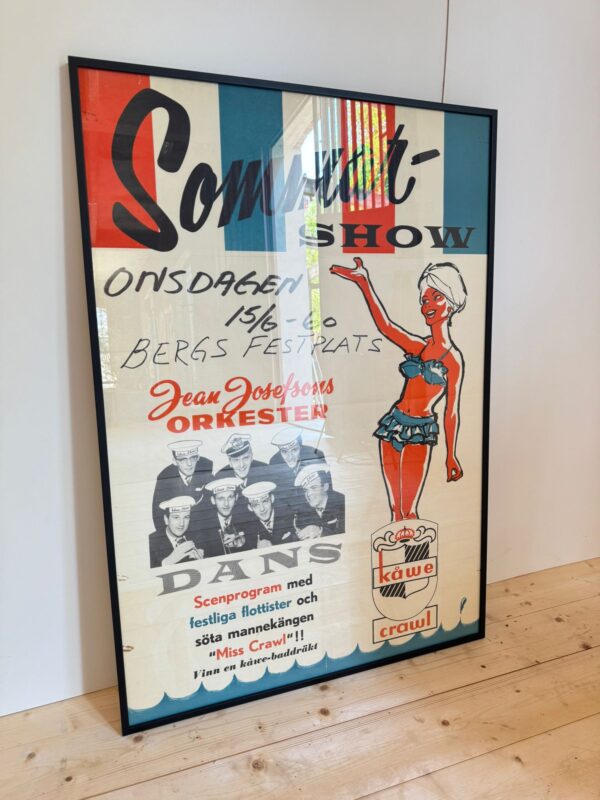 Sommar-
SHOW
ONSDAGEN
15/6-60
BERGS FESTPLATS
Jean Josefsons
ORKESTER
DANS
Scenprogram med
festliga flottister och
söta mannekängen
"Miss Crawl"!!
Vinn en kåwe-baddräkt
kåwe
crawl